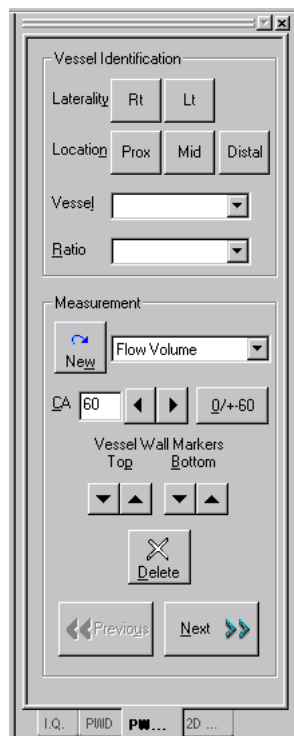 Vessel Identification
Laterality Rt Lt
Location Prox Mid Distal
Vessel
Ratio
Measurement
New Flow Volume
CA 60 0/+-60
Vessel Wall Markers
Top Bottom
Delete
Previous Next
I.Q. PWD PW... 2D ...